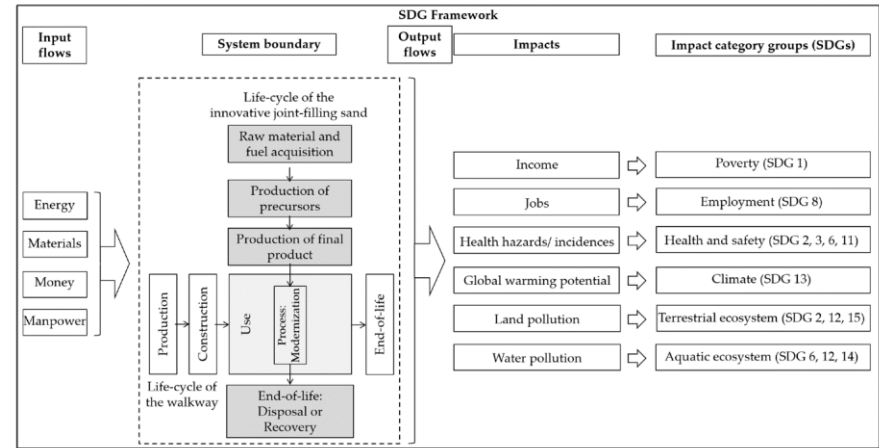 SDG Framework
Input
flows
System boundary
Output
flows
Impacts
Impact category groups (SDGs)
Life-cycle of the
innovative joint-filling sand
Raw material and
fuel acquisition
Production of
precursors
Production of final
product
Energy
Materials
Money
Manpower
Production
Construction
Use
Process:
Modernization
End-of-life
Life-cycle of
the walkway
End-of-life:
Disposal or
Recovery
Income
Poverty (SDG 1)
Jobs
Employment (SDG 8)
Health hazards/ incidences
Health and safety (SDG 2, 3, 6, 11)
Global warming potential
Climate (SDG 13)
Land pollution
Terrestrial ecosystem (SDG 2, 12, 15)
Water pollution
Aquatic ecosystem (SDG 6, 12, 14)